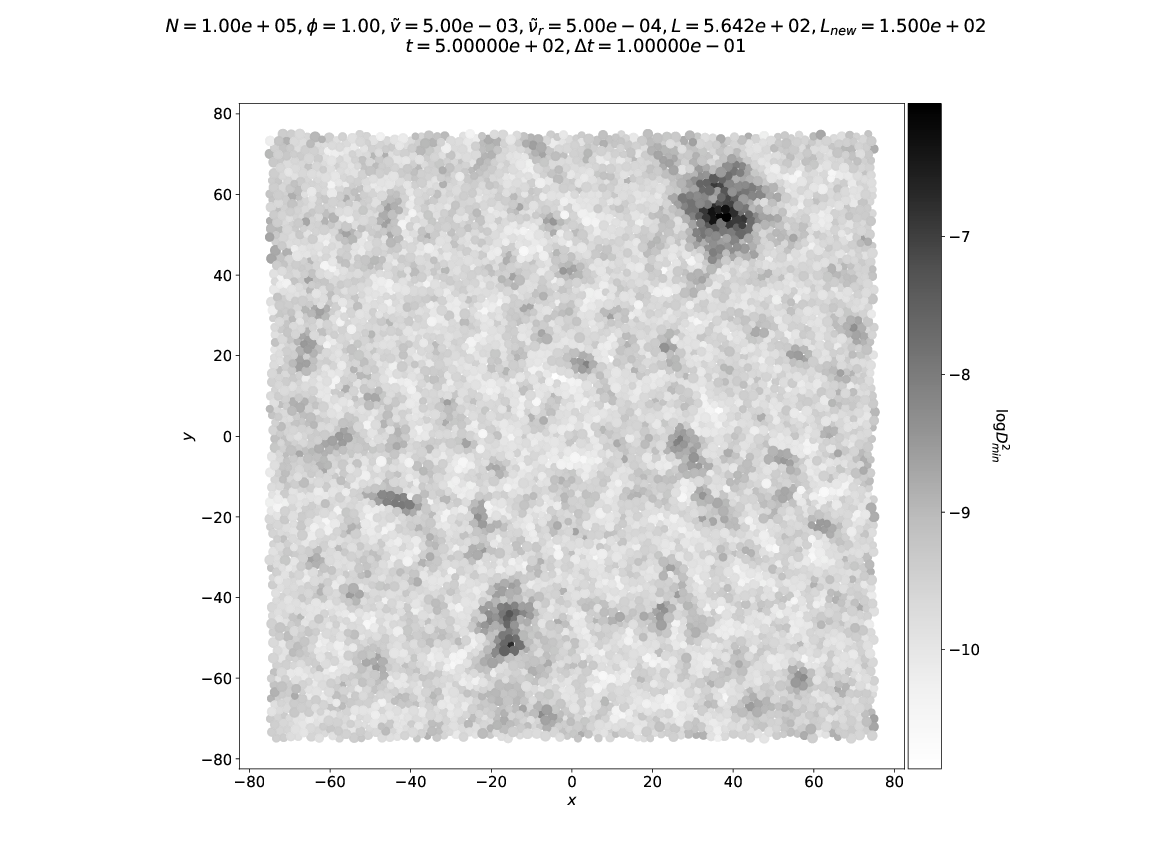 N = 1.00e + 05, ϕ = 1.00, ṽ = 5.00e − 03, ν̃_r = 5.00e − 04, L = 5.642e + 02, L_new = 1.500e + 02
t = 5.00000e + 02, Δt = 1.00000e − 01
80
60
40
20
0
−20
−40
−60
−80
y
−80 −60 −40 −20 0 20 40 60 80
x
−7
−8
−9
−10
log D²_min